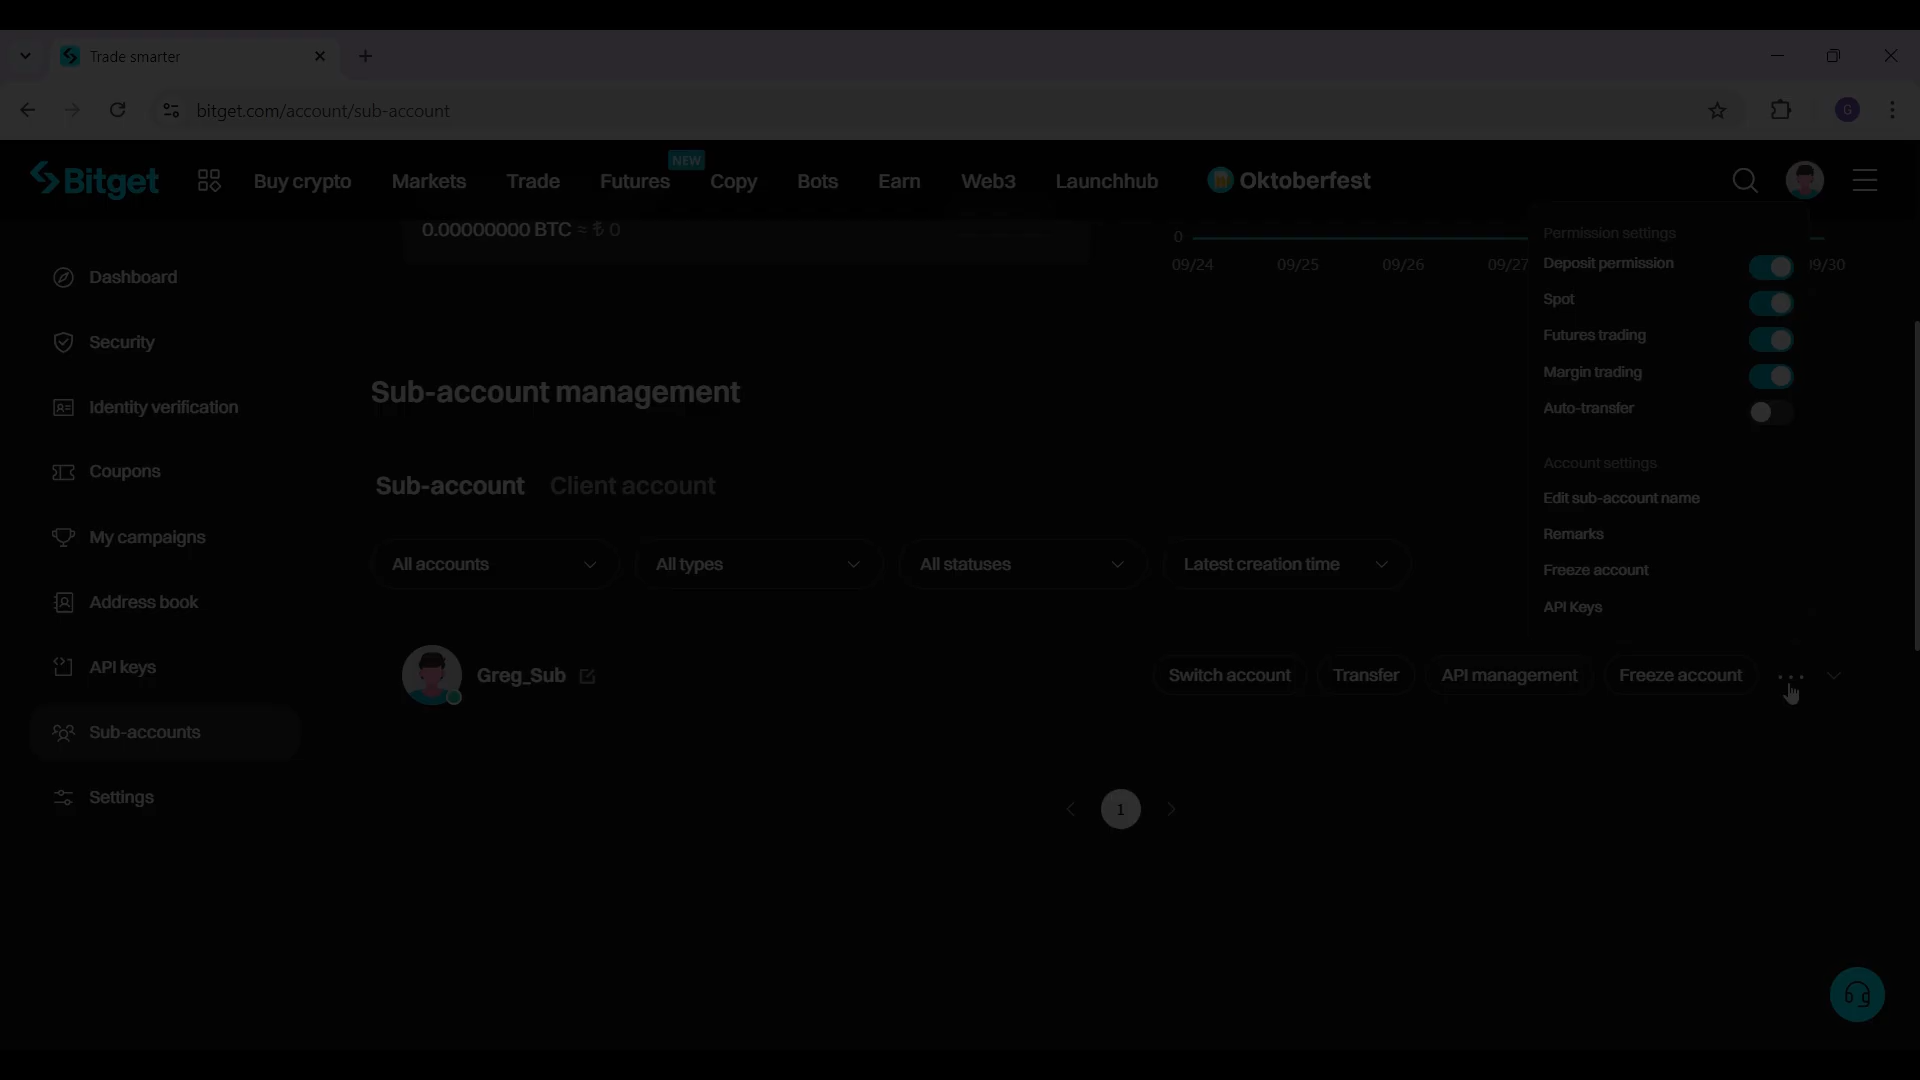 Trade smarter
bitget.com/account/sub-account
G
Bitget
Buy crypto
Markets
Trade
Futures
NEW
Copy
Bots
Earn
Web3
Launchhub
Oktoberfest
0.00000000 BTC ≈ ₺ 0
0
09/24
09/25
09/26
09/27
9/30
Dashboard
Security
Identity verification
Coupons
My campaigns
Address book
API keys
Sub-accounts
Settings
Sub-account management
Sub-account
Client account
All accounts
All types
All statuses
Latest creation time
Permission settings
Deposit permission
Spot
Futures trading
Margin trading
Auto-transfer
Account settings
Edit sub-account name
Remarks
Freeze account
API Keys
Greg_Sub
Switch account
Transfer
API management
Freeze account
1